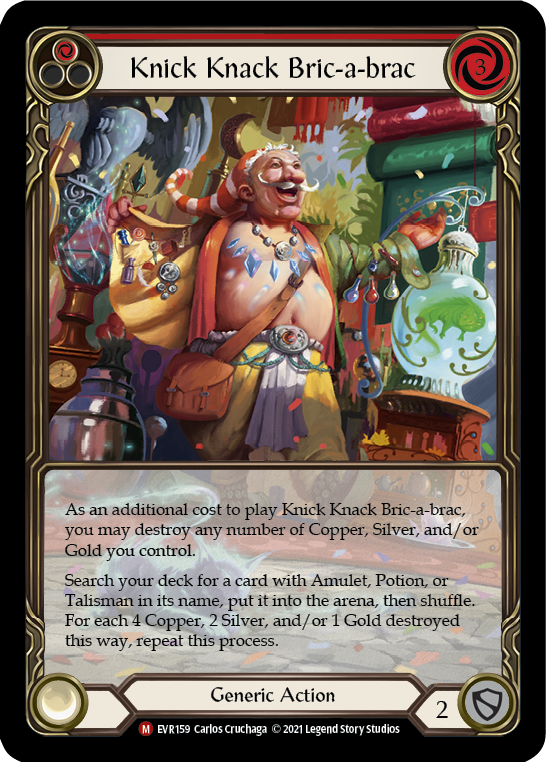 Knick Knack Bric-a-brac
3
As an additional cost to play Knick Knack Bric-a-brac,
you may destroy any number of Copper, Silver, and/or
Gold you control.
Search your deck for a card with Amulet, Potion, or
Talisman in its name, put it into the arena, then shuffle.
For each 4 Copper, 2 Silver, and/or 1 Gold destroyed
this way, repeat this process.
Generic Action
2
M EVR159 Carlos Cruchaga © 2021 Legend Story Studios